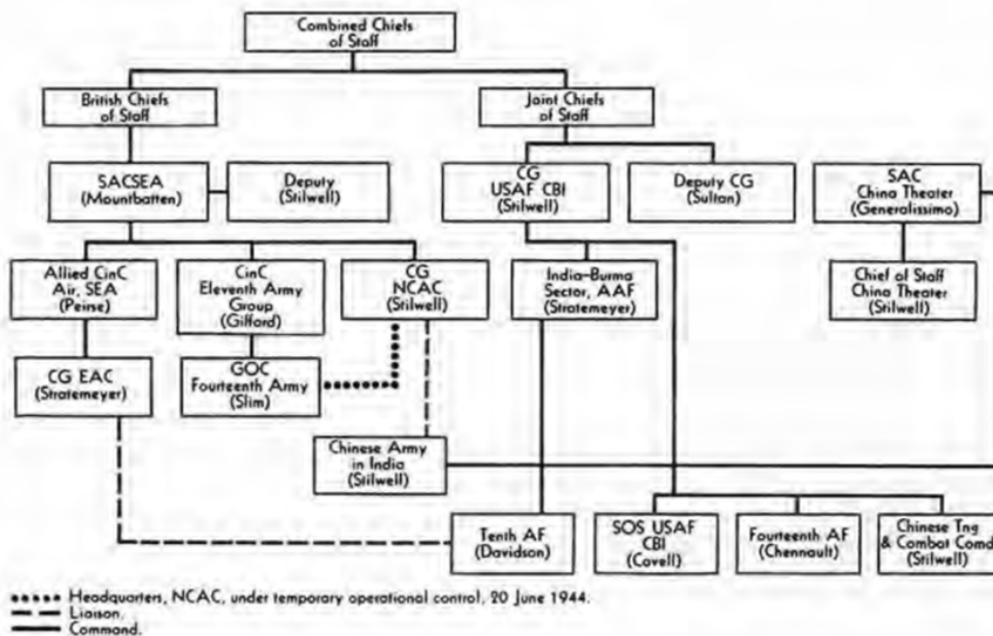 Combined Chiefs
of Staff
British Chiefs
of Staff
Joint Chiefs
of Staff
SACSEA
(Mountbatten)
Deputy
(Stilwell)
CG
USAF CBI
(Stilwell)
Deputy CG
(Sultan)
SAC
China Theater
(Generalissimo)
Allied CinC
Air, SEA
(Peirse)
CinC
Eleventh Army
Group
(Giffard)
CG
NCAC
(Stilwell)
India-Burma
Sector, AAF
(Stratemeyer)
Chief of Staff
China Theater
(Stilwell)
CG EAC
(Stratemeyer)
GOC
Fourteenth Army
(Slim)
Chinese Army
in India
(Stilwell)
Tenth AF
(Davidson)
SOS USAF
CBI
(Covell)
Fourteenth AF
(Chennault)
Chinese Tng
& Combat Comd
(Stilwell)
Headquarters, NCAC, under temporary operational control, 20 June 1944.
Liaison.
Command.